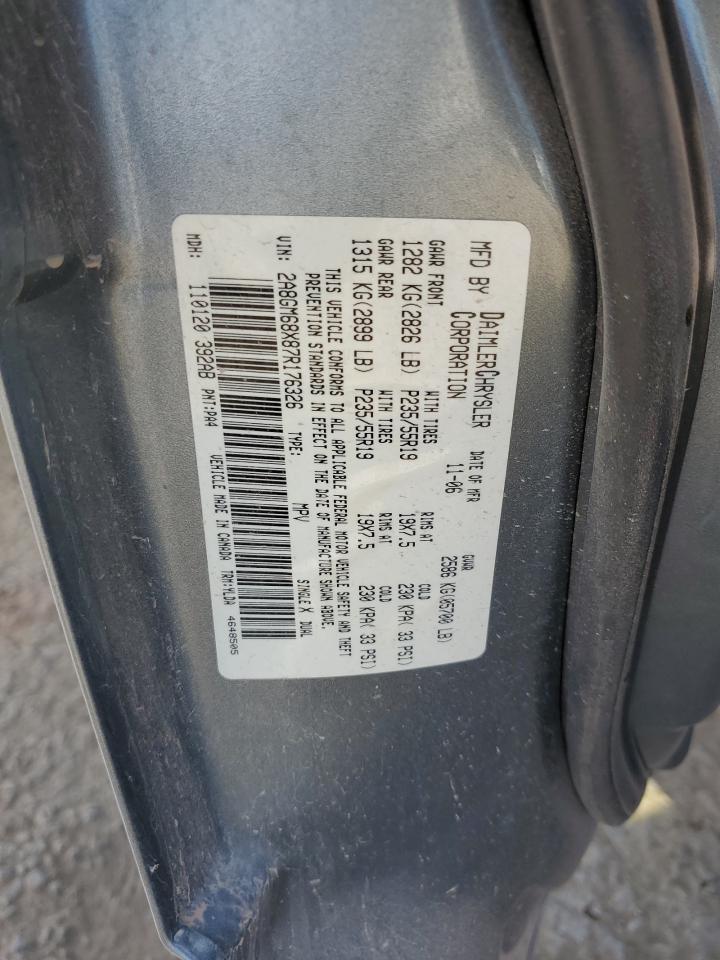 MFD BY DAIMLERCHRYSLER CORPORATION
DATE OF MFR 11-06
GVWR 2586 KG(05700 LB)
GAWR FRONT WITH TIRES RIMS AT COLD
1282 KG(2826 LB) P235/55R19 19X7.5 230 KPA( 33 PSI)
GAWR REAR WITH TIRES RIMS AT COLD
1315 KG(2899 LB) P235/55R19 19X7.5 230 KPA( 33 PSI)
THIS VEHICLE CONFORMS TO ALL APPLICABLE FEDERAL MOTOR VEHICLE SAFETY AND THEFT
PREVENTION STANDARDS IN EFFECT ON THE DATE OF MANUFACTURE SHOWN ABOVE.
VIN: 2A8GM68X87R176326 TYPE: MPV SINGLE X DUAL
MDH: 110120 392AB PNT:PA4 VEHICLE MADE IN CANADA TRM:YLDA 4648505